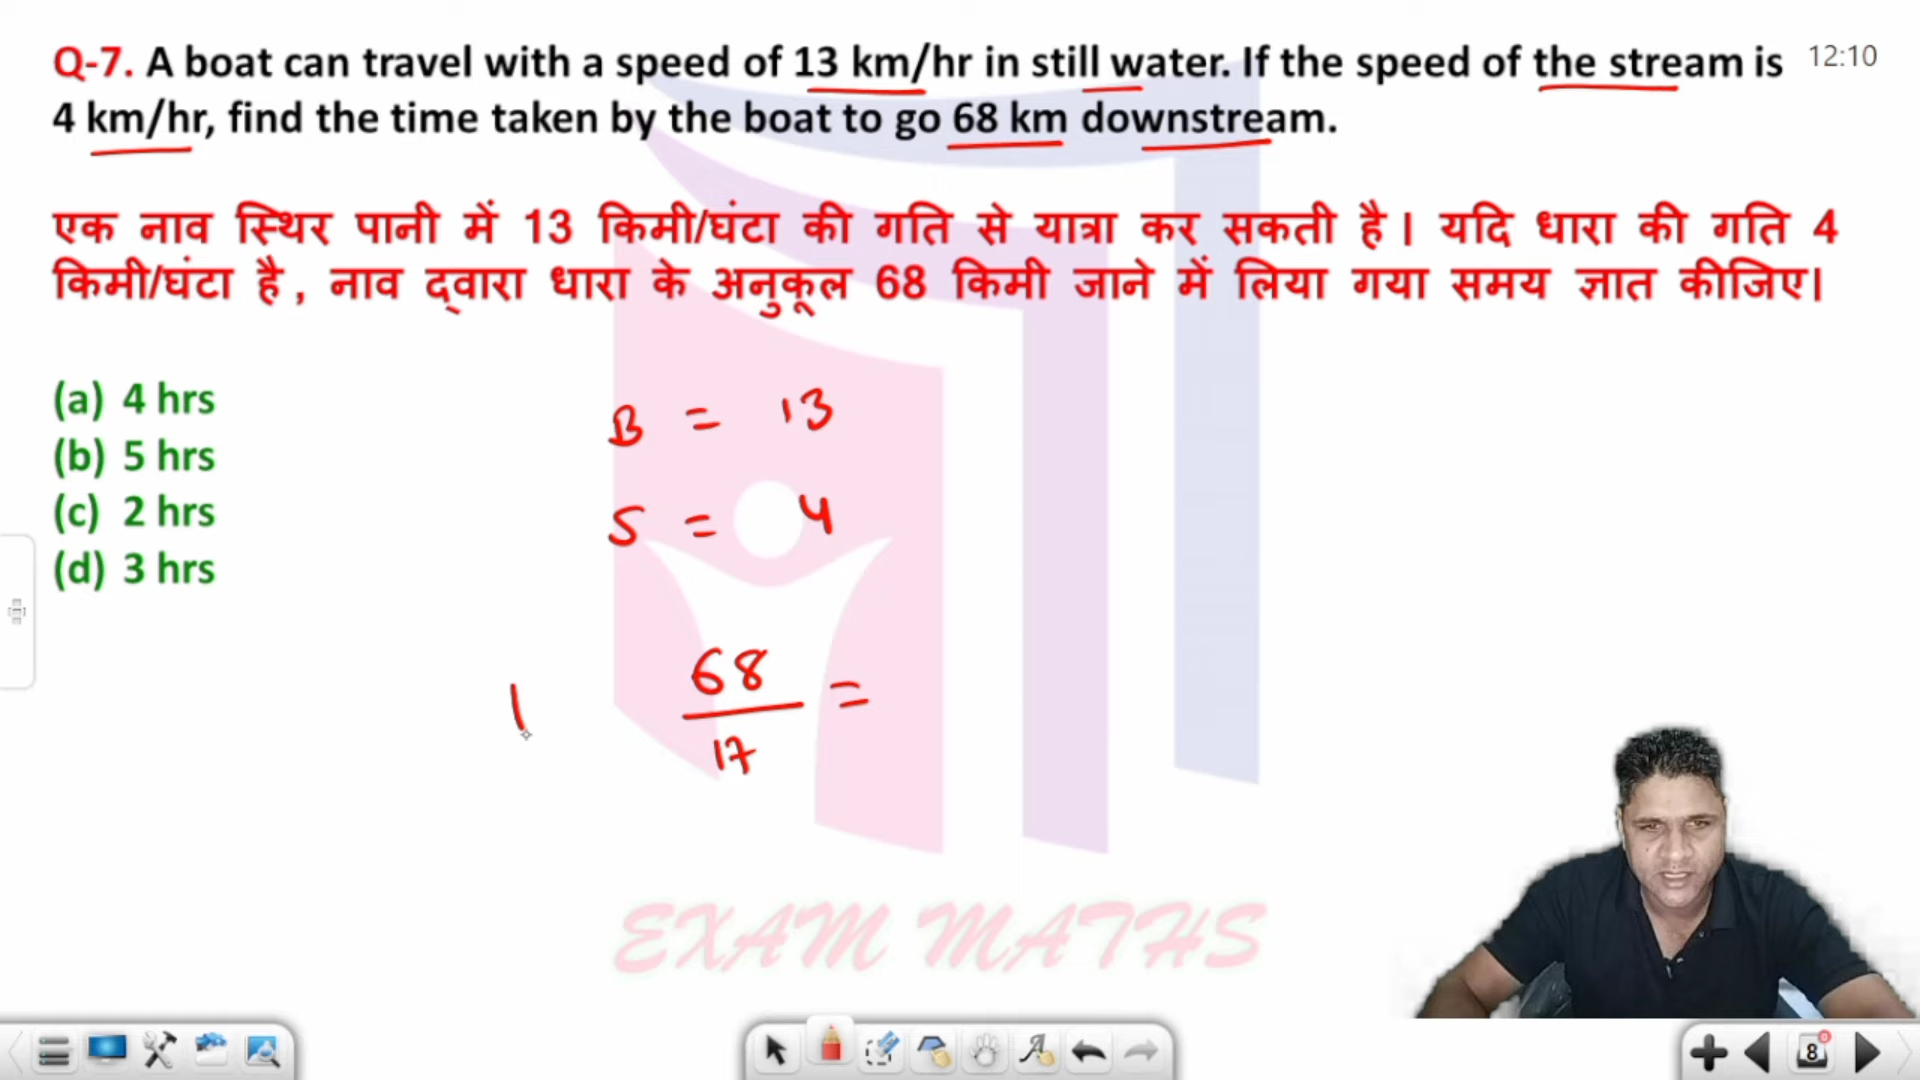 Q-7. A boat can travel with a speed of 13 km/hr in still water. If the speed of the stream is
12:10
4 km/hr, find the time taken by the boat to go 68 km downstream.
एक नाव स्थिर पानी में 13 किमी/घंटा की गति से यात्रा कर सकती है। यदि धारा की गति 4
किमी/घंटा है, नाव द्वारा धारा के अनुकूल 68 किमी जाने में लिया गया समय ज्ञात कीजिए।
(a) 4 hrs
(b) 5 hrs
(c) 2 hrs
(d) 3 hrs
B = 13
S = 4
68
=
17
EXAM MATHS
8
0